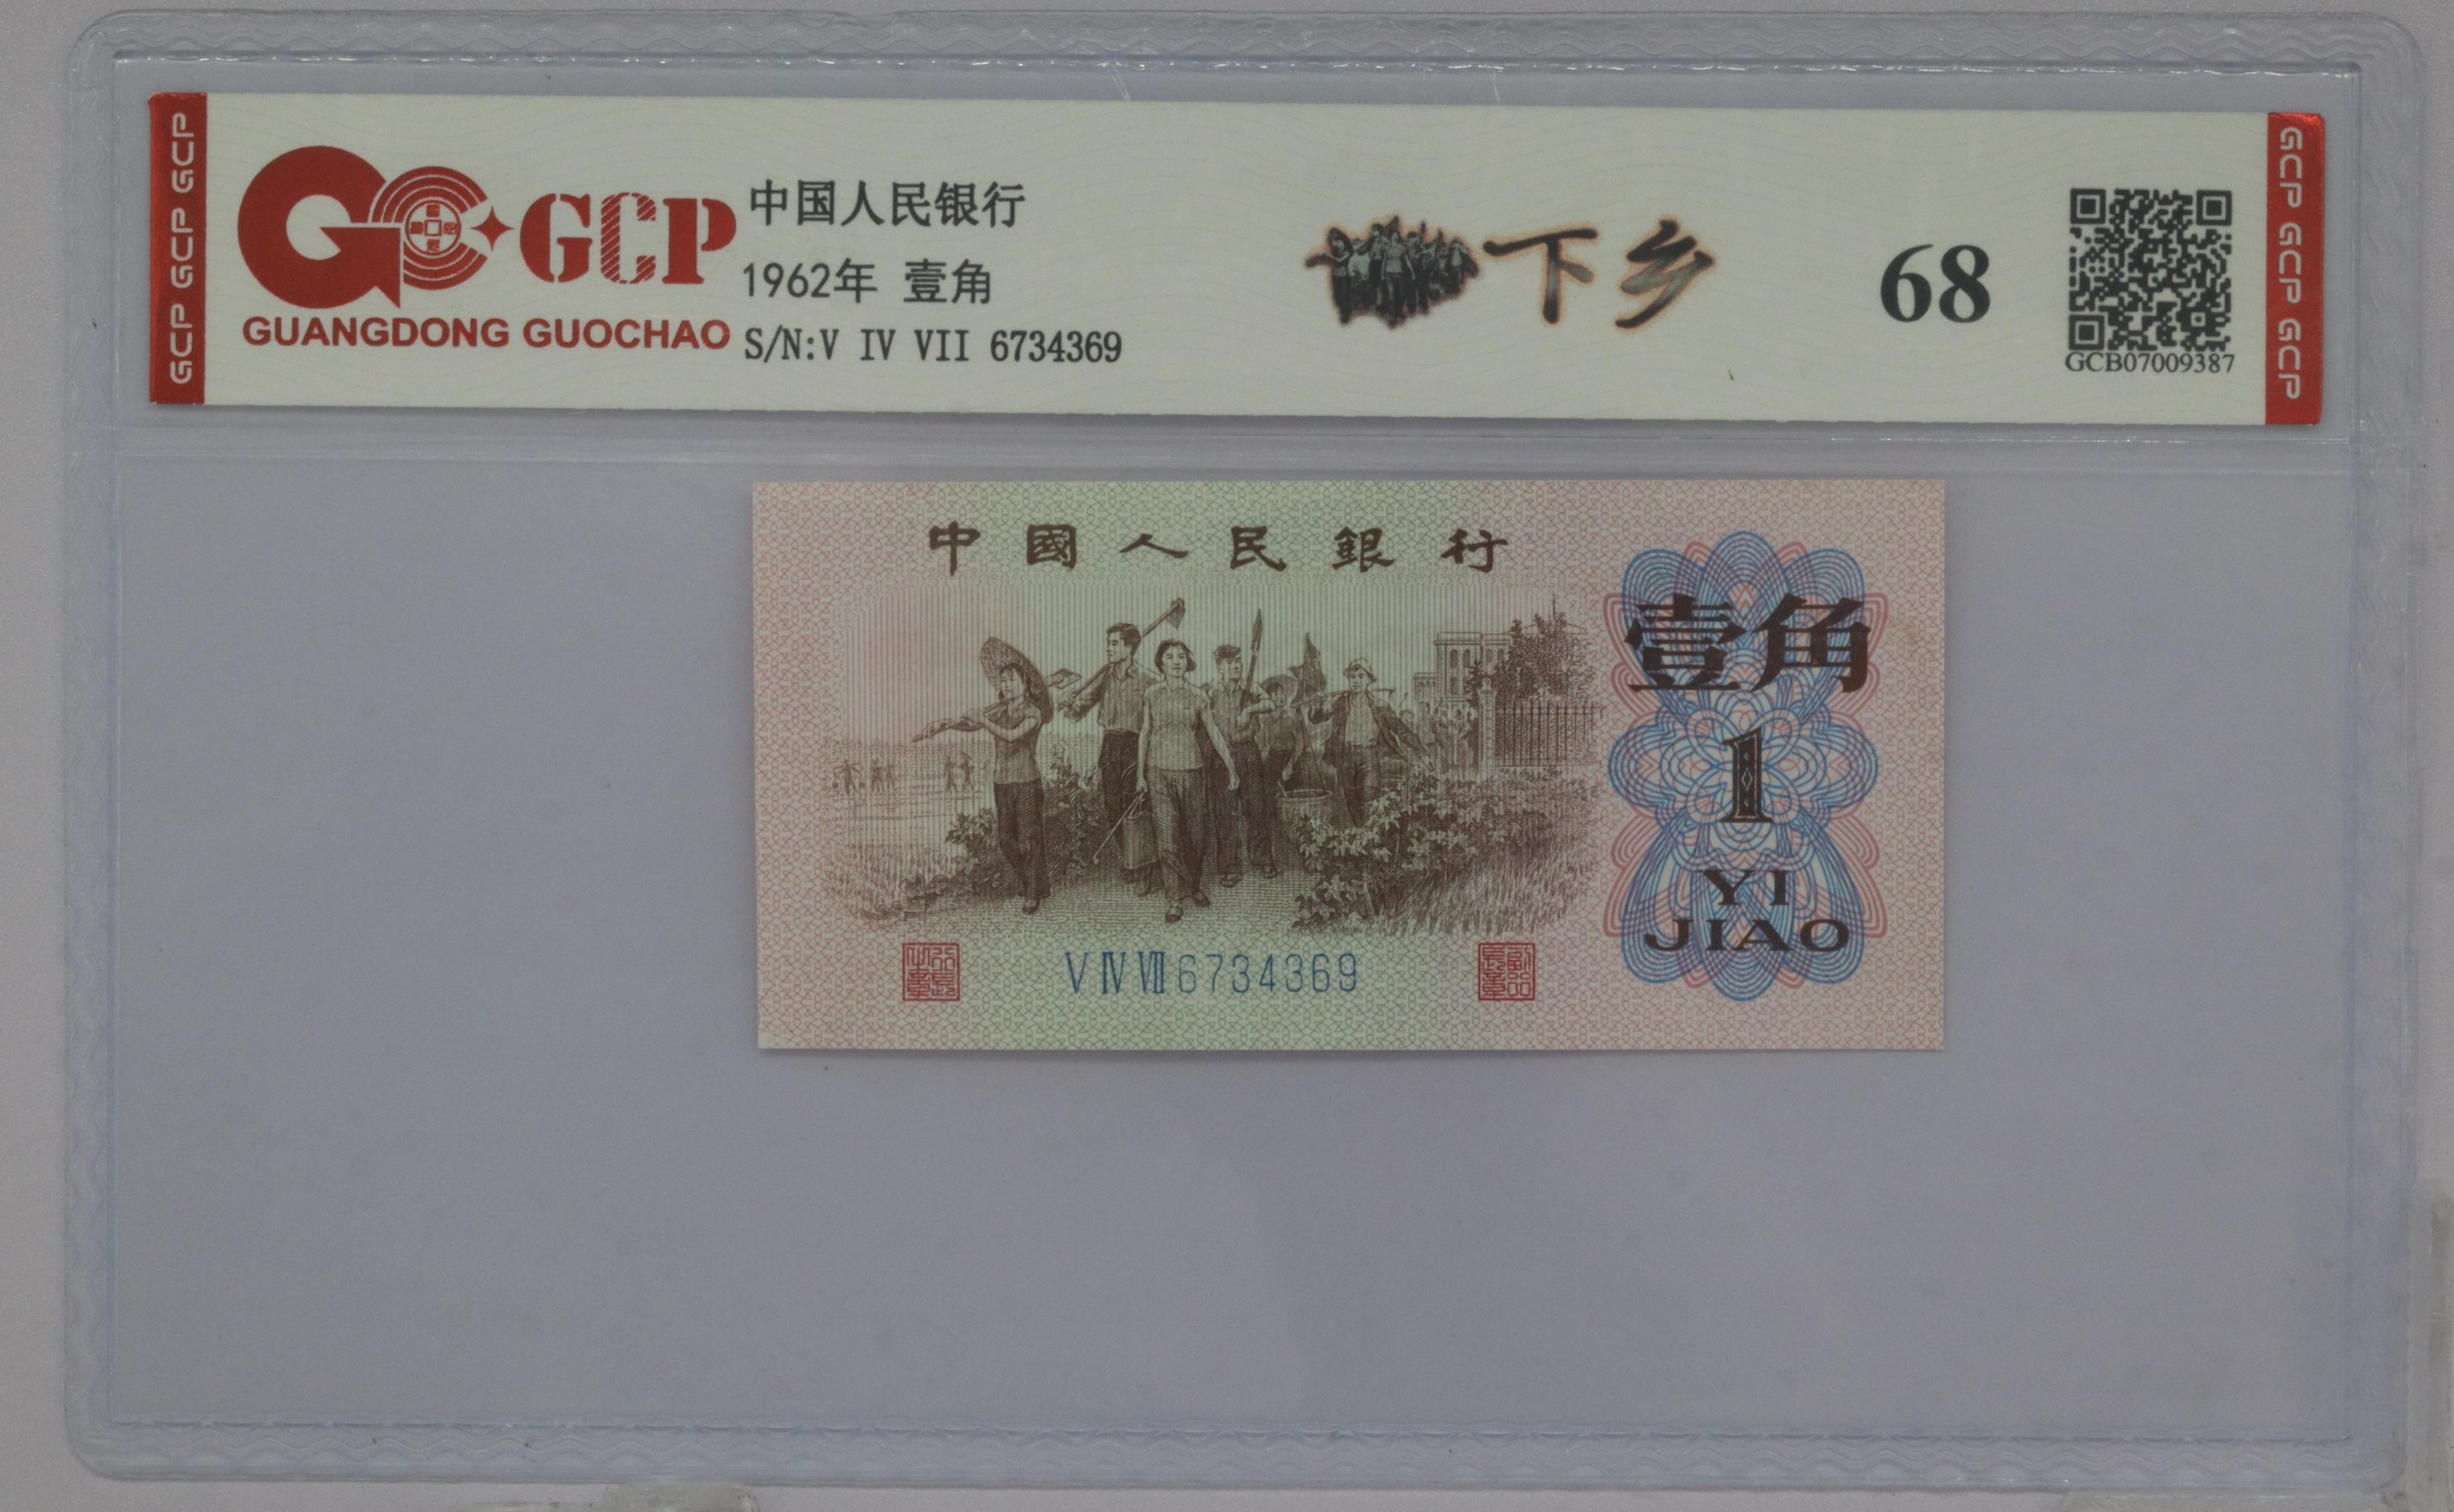 GCP GCP GCP
GCP
GUANGDONG GUOCHAO
中国人民银行
1962年 壹角
S/N:V IV VII 6734369
下乡
68
GCB07009387
GCP GCP GCP
中國人民銀行
壹角
1
YI
JIAO
V IV VII 6734369